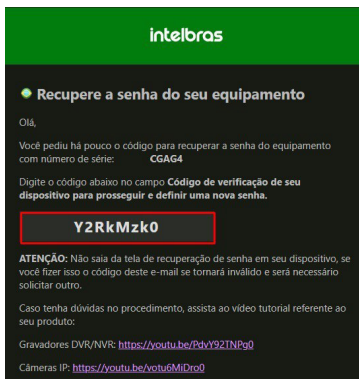 intelbras
Recupere a senha do seu equipamento
Olá,
Você pediu há pouco o código para recuperar a senha do equipamento
com número de série: CGAG4
Digite o código abaixo no campo Código de verificação de seu
dispositivo para prosseguir e definir uma nova senha.
Y2RkMzk0
ATENÇÃO: Não saia da tela de recuperação de senha em seu dispositivo, se
você fizer isso o código deste e-mail se tornará inválido e será necessário
solicitar outro.
Caso tenha dúvidas no procedimento, assista ao vídeo tutorial referente ao
seu produto:
Gravadores DVR/NVR: https://youtu.be/PdvY92TNPg0
Câmeras IP: https://youtu.be/votu6MiDro0